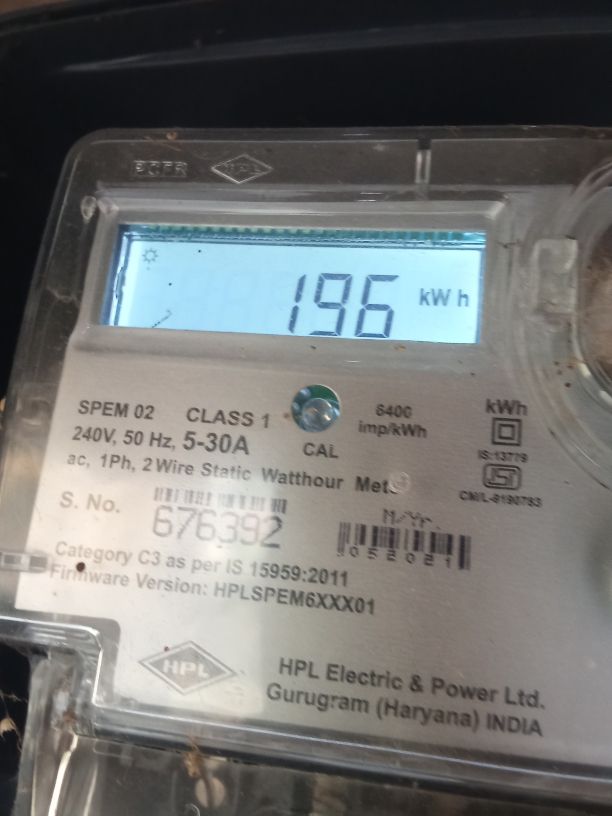 HPL
196 kWh
SPEM 02 CLASS 1
6400
imp/kWh
kWh
240V, 50 Hz, 5-30A
CAL
IS:13779
ac, 1Ph, 2 Wire Static Watthour Meter
CM/L-8190783
S. No. 676392
M/Yr.
052021
Category C3 as per IS 15959:2011
Firmware Version: HPLSPEM6XXX01
HPL
HPL Electric & Power Ltd.
Gurugram (Haryana) INDIA